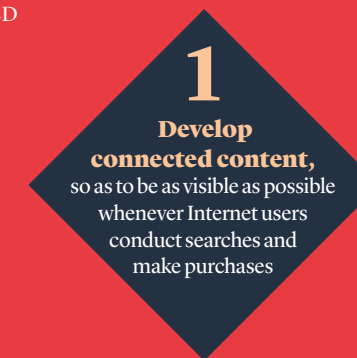 D
1
Develop
connected content,
so as to be as visible as possible
whenever Internet users
conduct searches and
make purchases